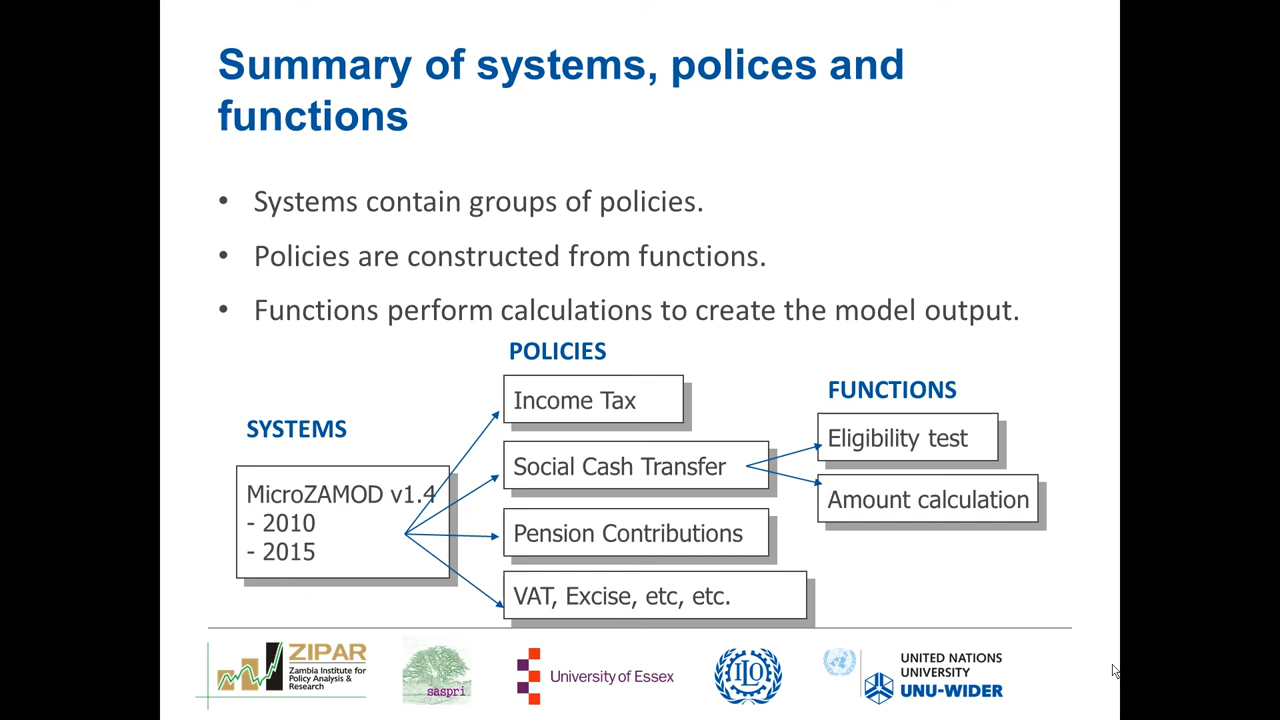 Summary of systems, polices and
functions
• Systems contain groups of policies.
• Policies are constructed from functions.
• Functions perform calculations to create the model output.
POLICIES
FUNCTIONS
SYSTEMS
Income Tax
Social Cash Transfer
Pension Contributions
VAT, Excise, etc, etc.
Eligibility test
Amount calculation
MicroZAMOD v1.4
- 2010
- 2015
ZIPAR
Zambia Institute for
Policy Analysis &
Research
saspri
University of Essex
ILO
UNITED NATIONS
UNIVERSITY
UNU-WIDER